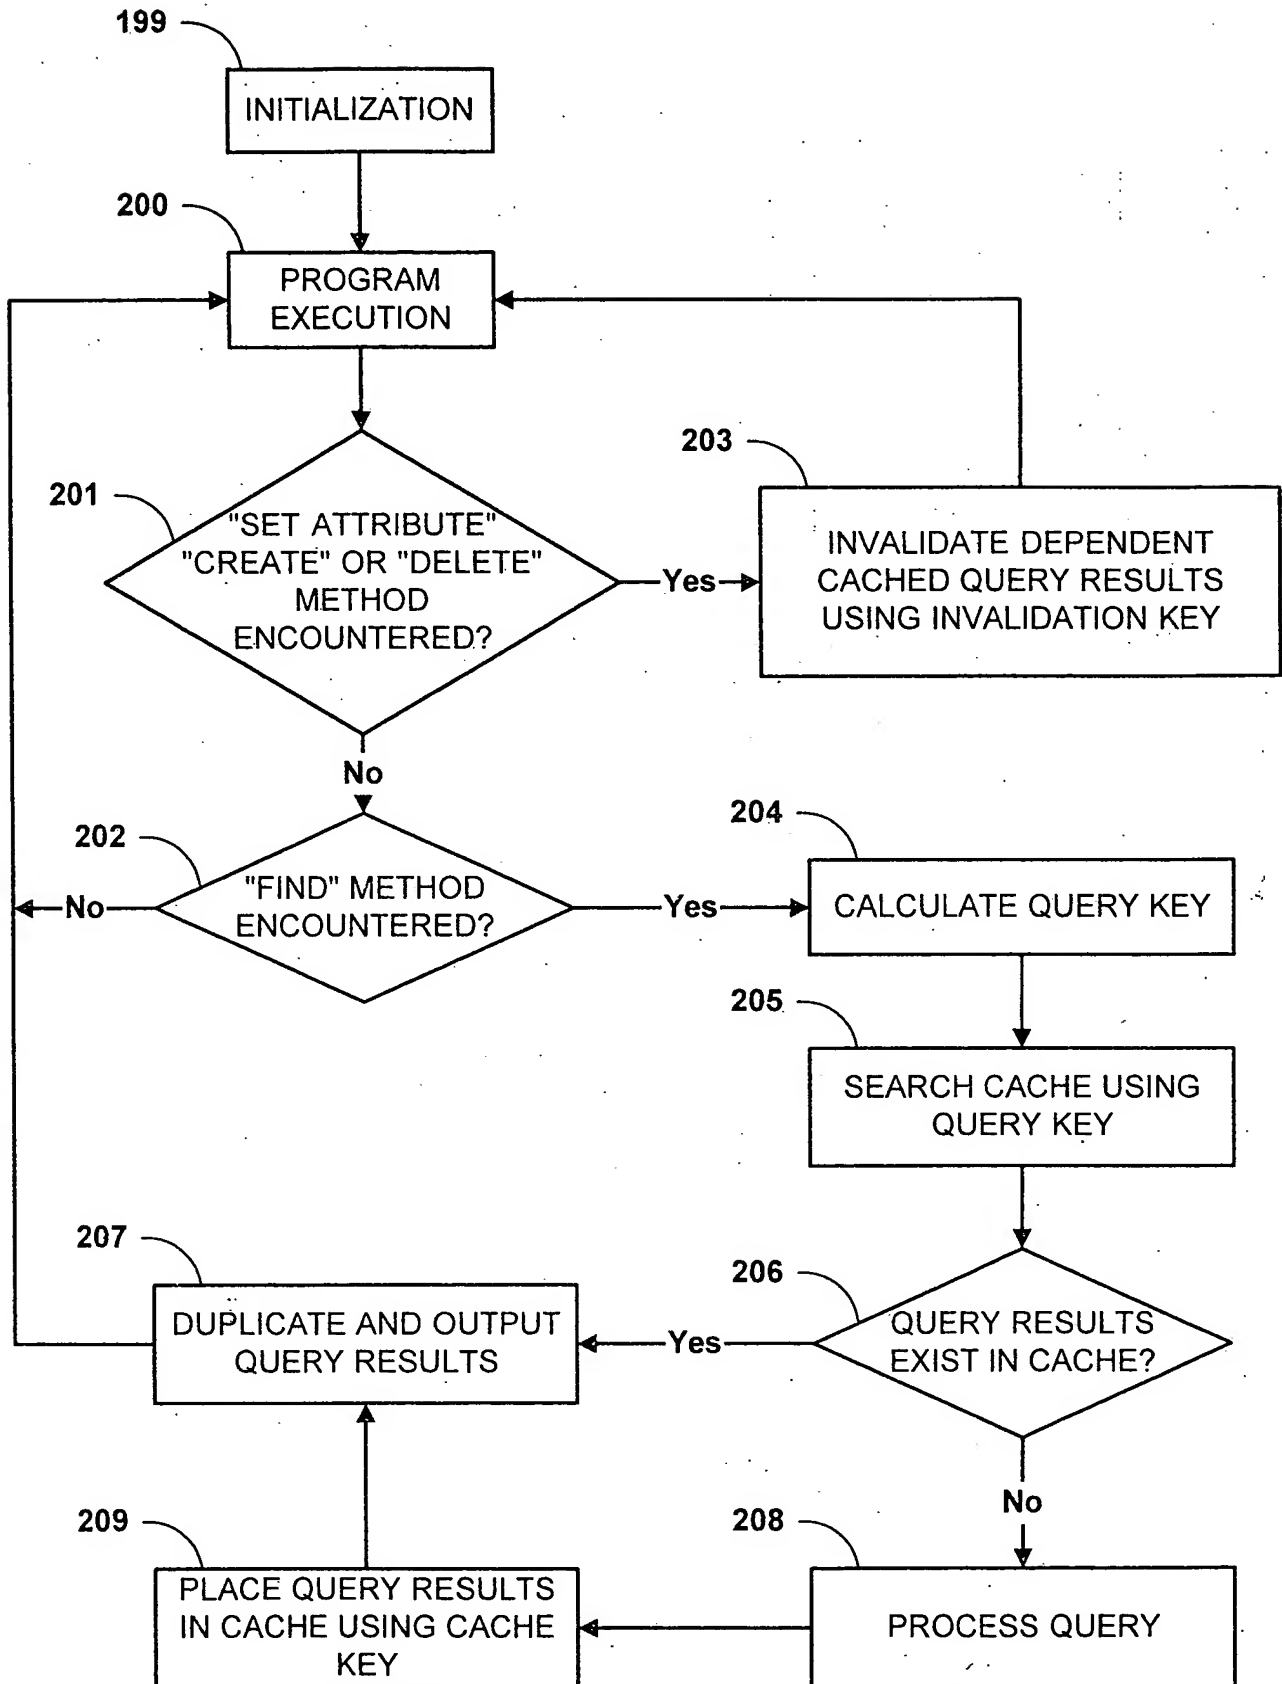 199
INITIALIZATION
200
PROGRAM
EXECUTION
201
"SET ATTRIBUTE"
"CREATE" OR "DELETE"
METHOD
ENCOUNTERED?
Yes
203
INVALIDATE DEPENDENT
CACHED QUERY RESULTS
USING INVALIDATION KEY
No
202
"FIND" METHOD
ENCOUNTERED?
No
Yes
204
CALCULATE QUERY KEY
205
SEARCH CACHE USING
QUERY KEY
206
QUERY RESULTS
EXIST IN CACHE?
Yes
207
DUPLICATE AND OUTPUT
QUERY RESULTS
No
208
PROCESS QUERY
209
PLACE QUERY RESULTS
IN CACHE USING CACHE
KEY